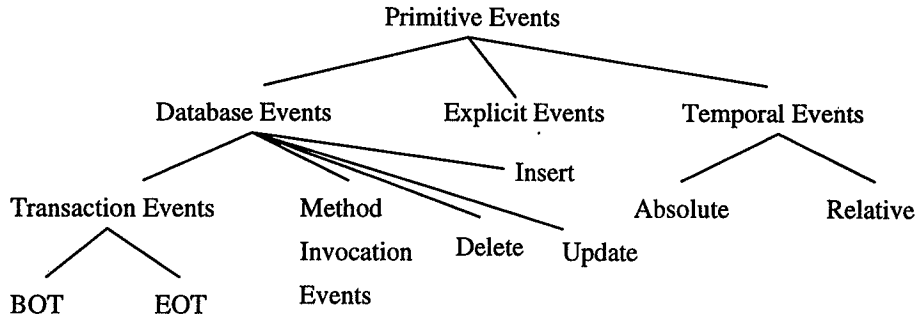 Primitive Events
Database Events
Explicit Events
Temporal Events
Insert
Transaction Events
Method
Invocation
Events
Delete
Update
Absolute
Relative
BOT
EOT